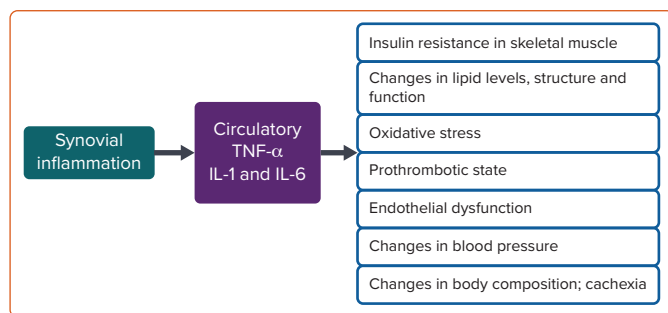 Synovial
inflammation
Circulatory
TNF-α
IL-1 and IL-6
Insulin resistance in skeletal muscle
Changes in lipid levels, structure and
function
Oxidative stress
Prothrombotic state
Endothelial dysfunction
Changes in blood pressure
Changes in body composition; cachexia